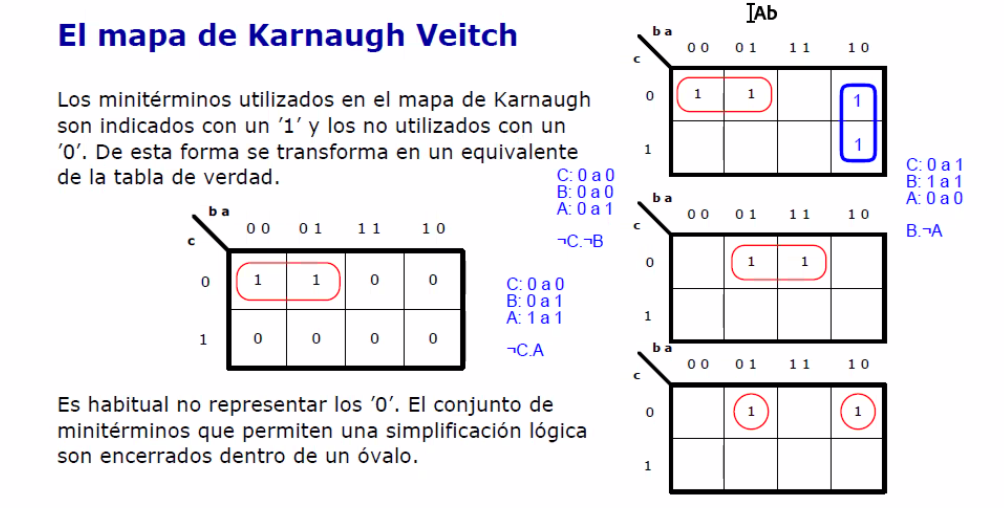 El mapa de Karnaugh Veitch
Los minitérminos utilizados en el mapa de Karnaugh
son indicados con un ’1’ y los no utilizados con un
’0’. De esta forma se transforma en un equivalente
de la tabla de verdad.
b a
c
0 0 0 1 1 1 1 0
0 1 1 0 0
1 0 0 0 0
Es habitual no representar los ’0’. El conjunto de
minitérminos que permiten una simplificación lógica
son encerrados dentro de un óvalo.
C: 0 a 0
B: 0 a 0
A: 0 a 1
¬C.¬B
C: 0 a 0
B: 0 a 1
A: 1 a 1
¬C.A
Ab
b a
c
0 0 0 1 1 1 1 0
0 1 1 1
1 1
C: 0 a 1
B: 1 a 1
A: 0 a 0
B.¬A
b a
c
0 0 0 1 1 1 1 0
0 1 1
1
b a
c
0 0 0 1 1 1 1 0
0 1 1
1